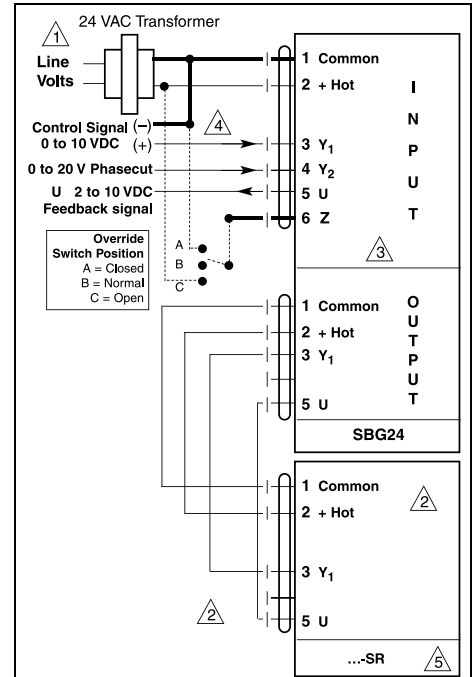 24 VAC Transformer
1
Line
Volts
Control Signal (–)
0 to 10 VDC (+)
4
0 to 20 V Phasecut
U 2 to 10 VDC
Feedback signal
Override
Switch Position
A = Closed
B = Normal
C = Open
A
B
C
1 Common
2 + Hot
3 Y1
4 Y2
5 U
6 Z
INPUT
3
1 Common
2 + Hot
3 Y1
5 U
OUTPUT
SBG24
1 Common
2 + Hot
2
3 Y1
2
5 U
...-SR
5